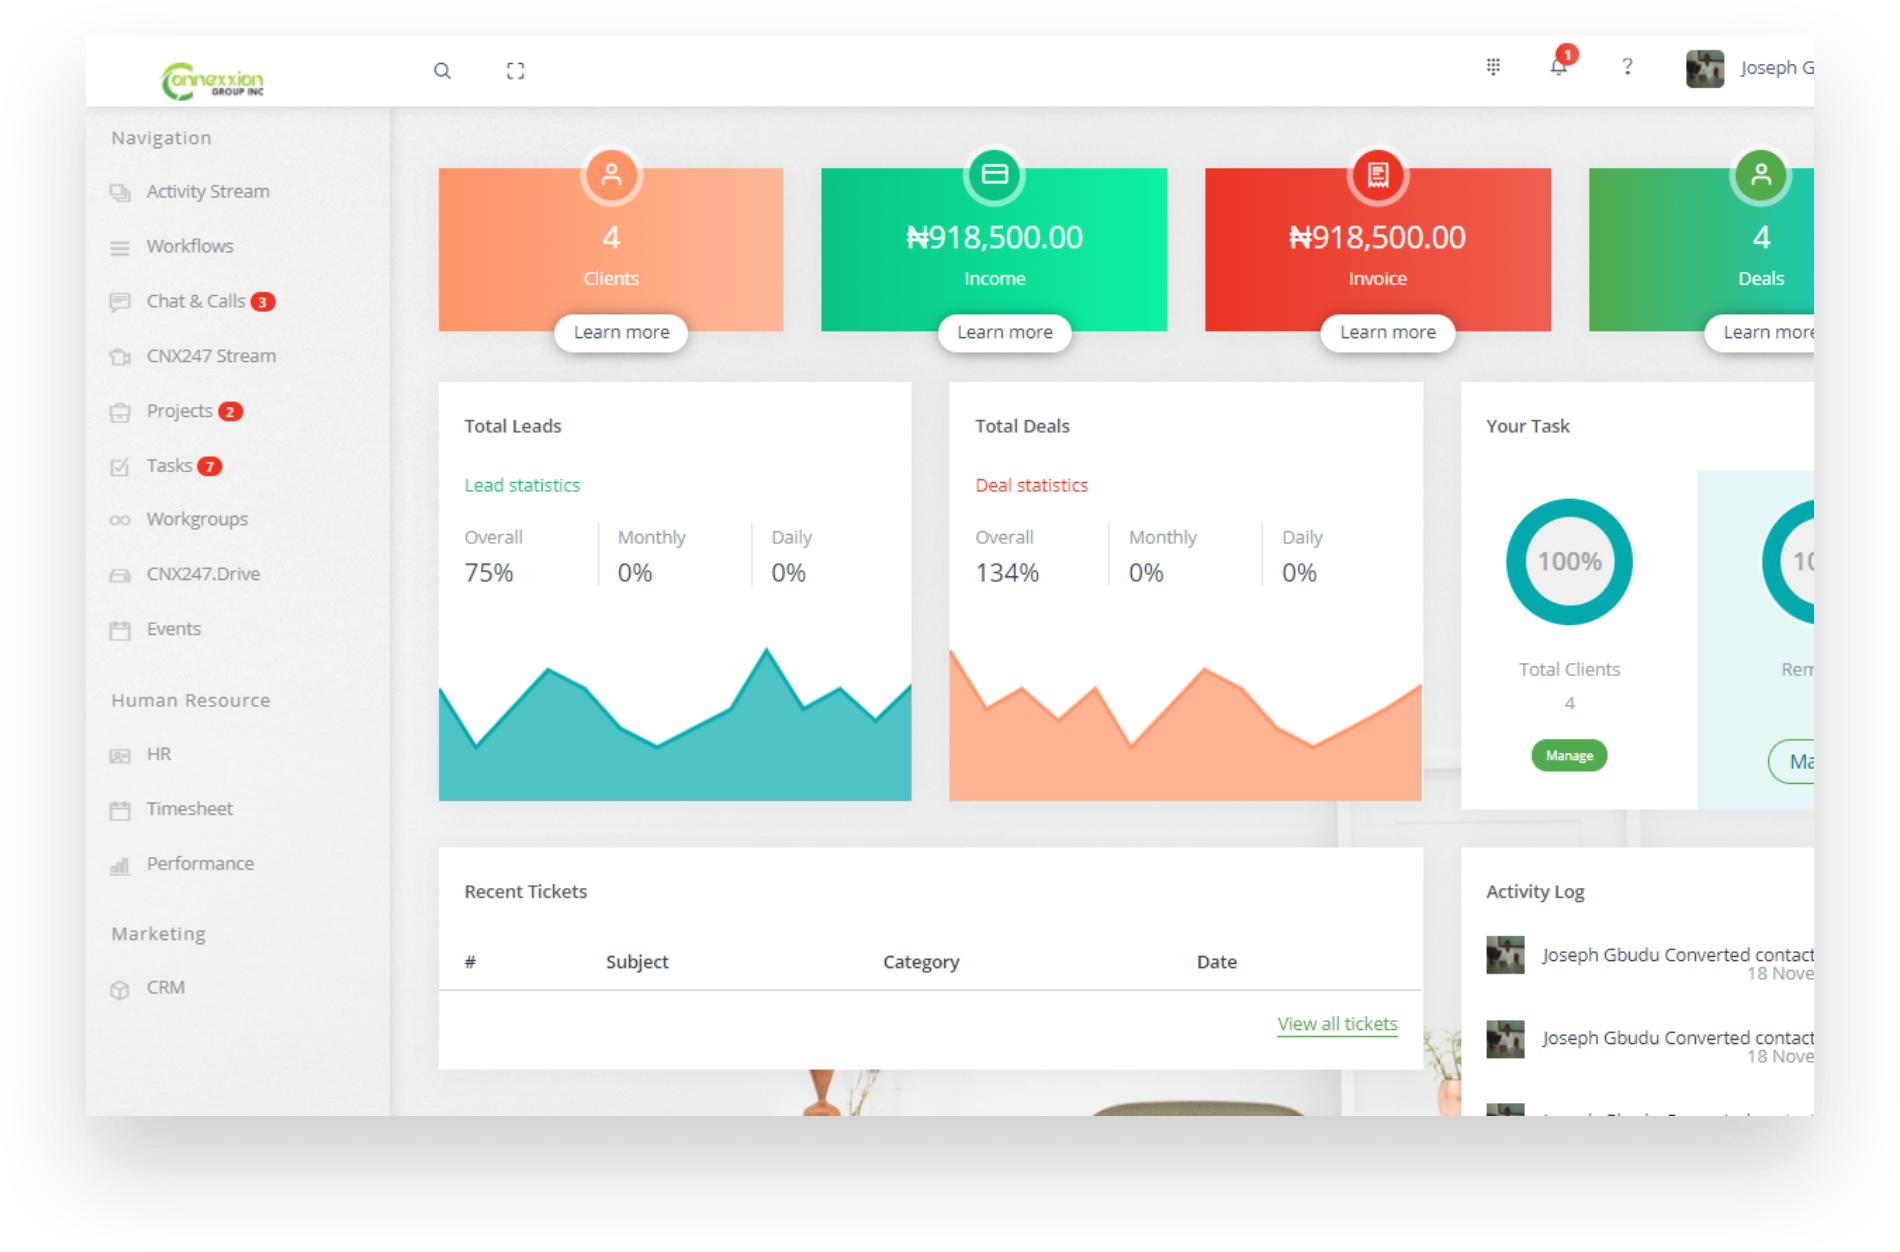 Connexxion
GROUP INC
1
?
Joseph G
Navigation
Activity Stream
Workflows
Chat & Calls 3
CNX247 Stream
Projects 2
Tasks 7
Workgroups
CNX247.Drive
Events
Human Resource
HR
Timesheet
Performance
Marketing
CRM
4
Clients
Learn more
₦918,500.00
Income
Learn more
₦918,500.00
Invoice
Learn more
4
Deals
Learn more
Total Leads
Lead statistics
Overall Monthly Daily
75% 0% 0%
Total Deals
Deal statistics
Overall Monthly Daily
134% 0% 0%
Your Task
100%
Total Clients
4
Manage
10
Rem
Ma
Recent Tickets
# Subject Category Date
View all tickets
Activity Log
Joseph Gbudu Converted contact
18 Nove
Joseph Gbudu Converted contact
18 Nove